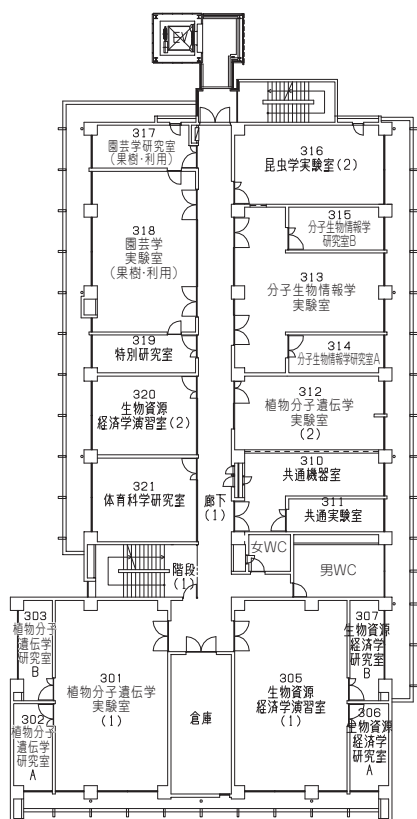 EV
317
園芸学研究室
(果樹・利用)
316
昆虫学実験室(2)
315
分子生物情報学
研究室B
318
園芸学
実験室
(果樹・利用)
313
分子生物情報学
実験室
319
特別研究室
314
分子生物情報学研究室A
320
生物資源
経済学演習室(2)
312
植物分子遺伝学
実験室
(2)
310
共通機器室
321
体育科学研究室
廊下
(1)
311
共通実験室
女WC
男WC
階段
(1)
303
植物分子
遺伝学
研究室
B
301
植物分子遺伝学
実験室
(1)
305
生物資源
経済学演習室
(1)
307
生物資源
経済学
研究室
B
倉庫
302
植物分子
遺伝学
研究室
A
306
生物資源
経済学
研究室
A